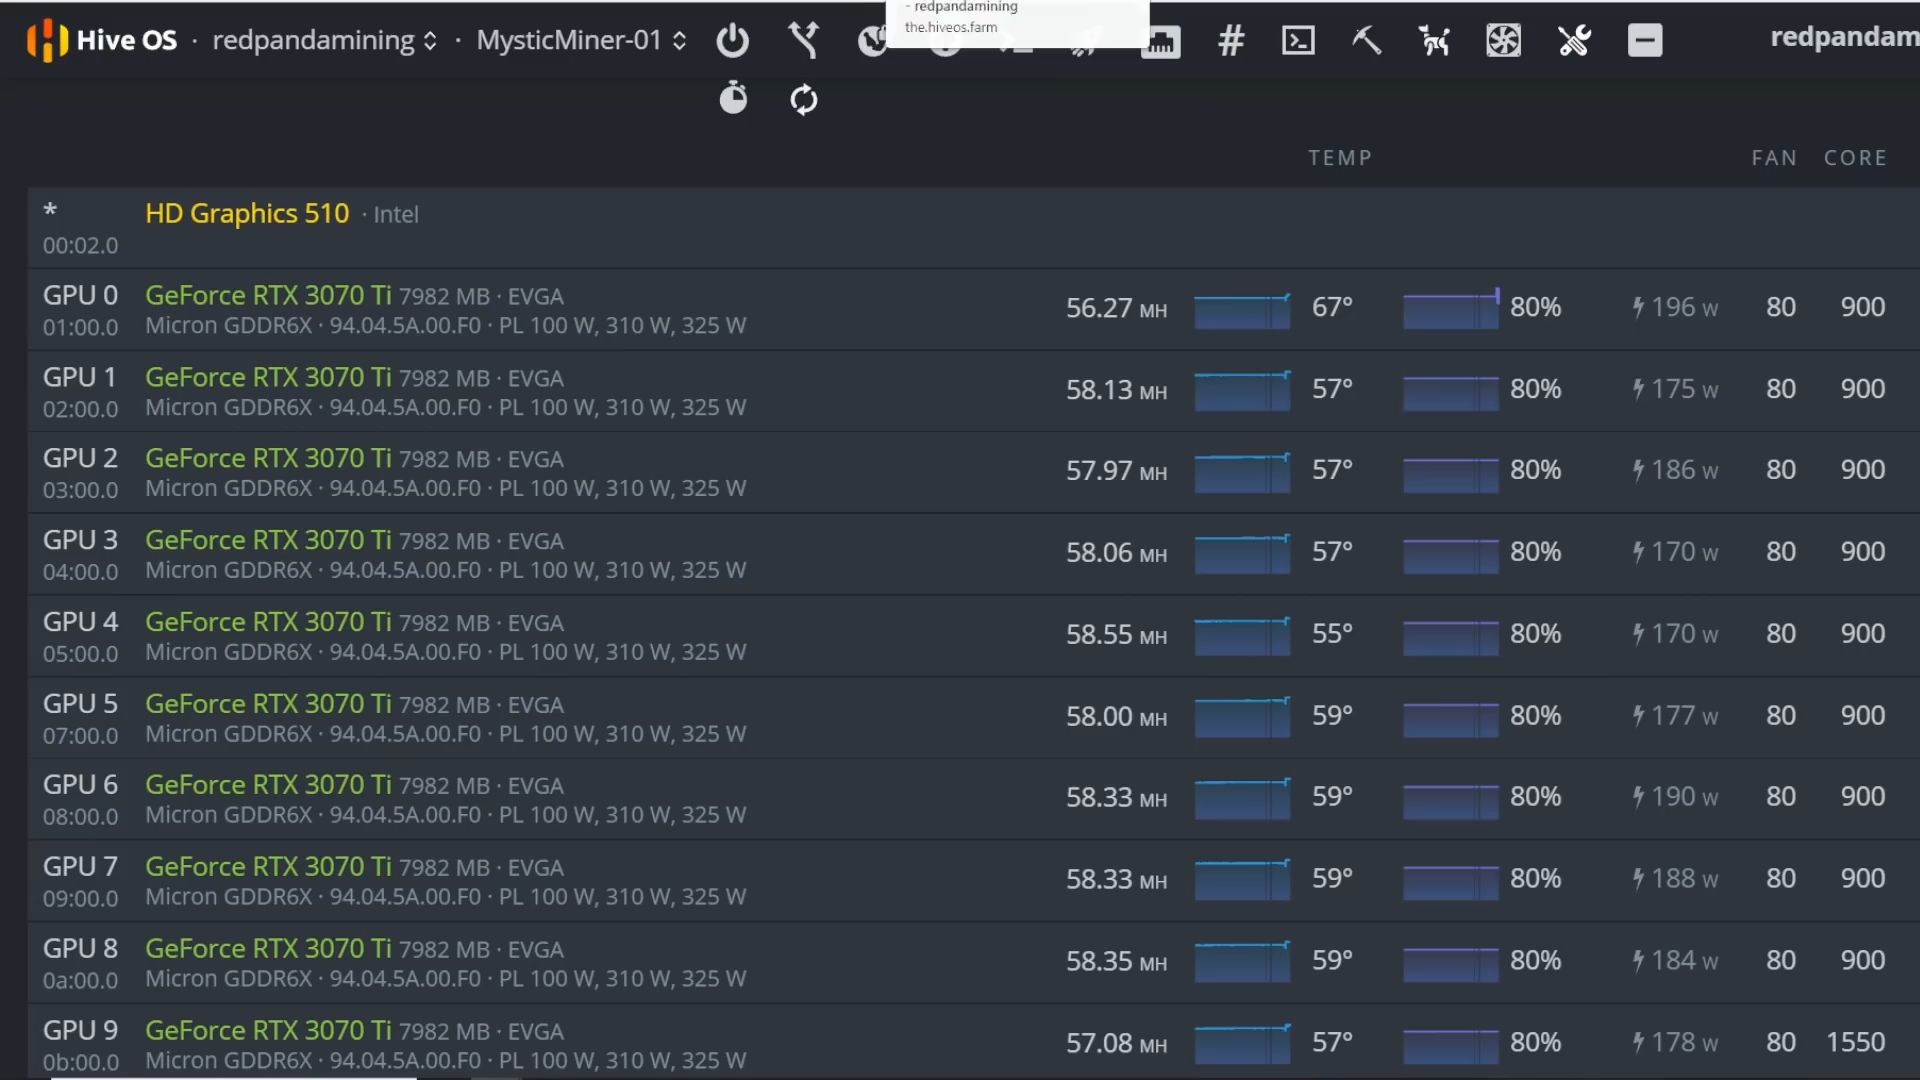 - redpandamining
the.hiveos.farm
Hive OS · redpandamining · MysticMiner-01 redpandam
TEMP FAN CORE
* HD Graphics 510 · Intel
00:02.0
GPU 0 GeForce RTX 3070 Ti 7982 MB · EVGA 56.27 MH 67° 80% 196 W 80 900
01:00.0 Micron GDDR6X · 94.04.5A.00.F0 · PL 100 W, 310 W, 325 W
GPU 1 GeForce RTX 3070 Ti 7982 MB · EVGA 58.13 MH 57° 80% 175 W 80 900
02:00.0 Micron GDDR6X · 94.04.5A.00.F0 · PL 100 W, 310 W, 325 W
GPU 2 GeForce RTX 3070 Ti 7982 MB · EVGA 57.97 MH 57° 80% 186 W 80 900
03:00.0 Micron GDDR6X · 94.04.5A.00.F0 · PL 100 W, 310 W, 325 W
GPU 3 GeForce RTX 3070 Ti 7982 MB · EVGA 58.06 MH 57° 80% 170 W 80 900
04:00.0 Micron GDDR6X · 94.04.5A.00.F0 · PL 100 W, 310 W, 325 W
GPU 4 GeForce RTX 3070 Ti 7982 MB · EVGA 58.55 MH 55° 80% 170 W 80 900
05:00.0 Micron GDDR6X · 94.04.5A.00.F0 · PL 100 W, 310 W, 325 W
GPU 5 GeForce RTX 3070 Ti 7982 MB · EVGA 58.00 MH 59° 80% 177 W 80 900
07:00.0 Micron GDDR6X · 94.04.5A.00.F0 · PL 100 W, 310 W, 325 W
GPU 6 GeForce RTX 3070 Ti 7982 MB · EVGA 58.33 MH 59° 80% 190 W 80 900
08:00.0 Micron GDDR6X · 94.04.5A.00.F0 · PL 100 W, 310 W, 325 W
GPU 7 GeForce RTX 3070 Ti 7982 MB · EVGA 58.33 MH 59° 80% 188 W 80 900
09:00.0 Micron GDDR6X · 94.04.5A.00.F0 · PL 100 W, 310 W, 325 W
GPU 8 GeForce RTX 3070 Ti 7982 MB · EVGA 58.35 MH 59° 80% 184 W 80 900
0a:00.0 Micron GDDR6X · 94.04.5A.00.F0 · PL 100 W, 310 W, 325 W
GPU 9 GeForce RTX 3070 Ti 7982 MB · EVGA 57.08 MH 57° 80% 178 W 80 1550
0b:00.0 Micron GDDR6X · 94.04.5A.00.F0 · PL 100 W, 310 W, 325 W